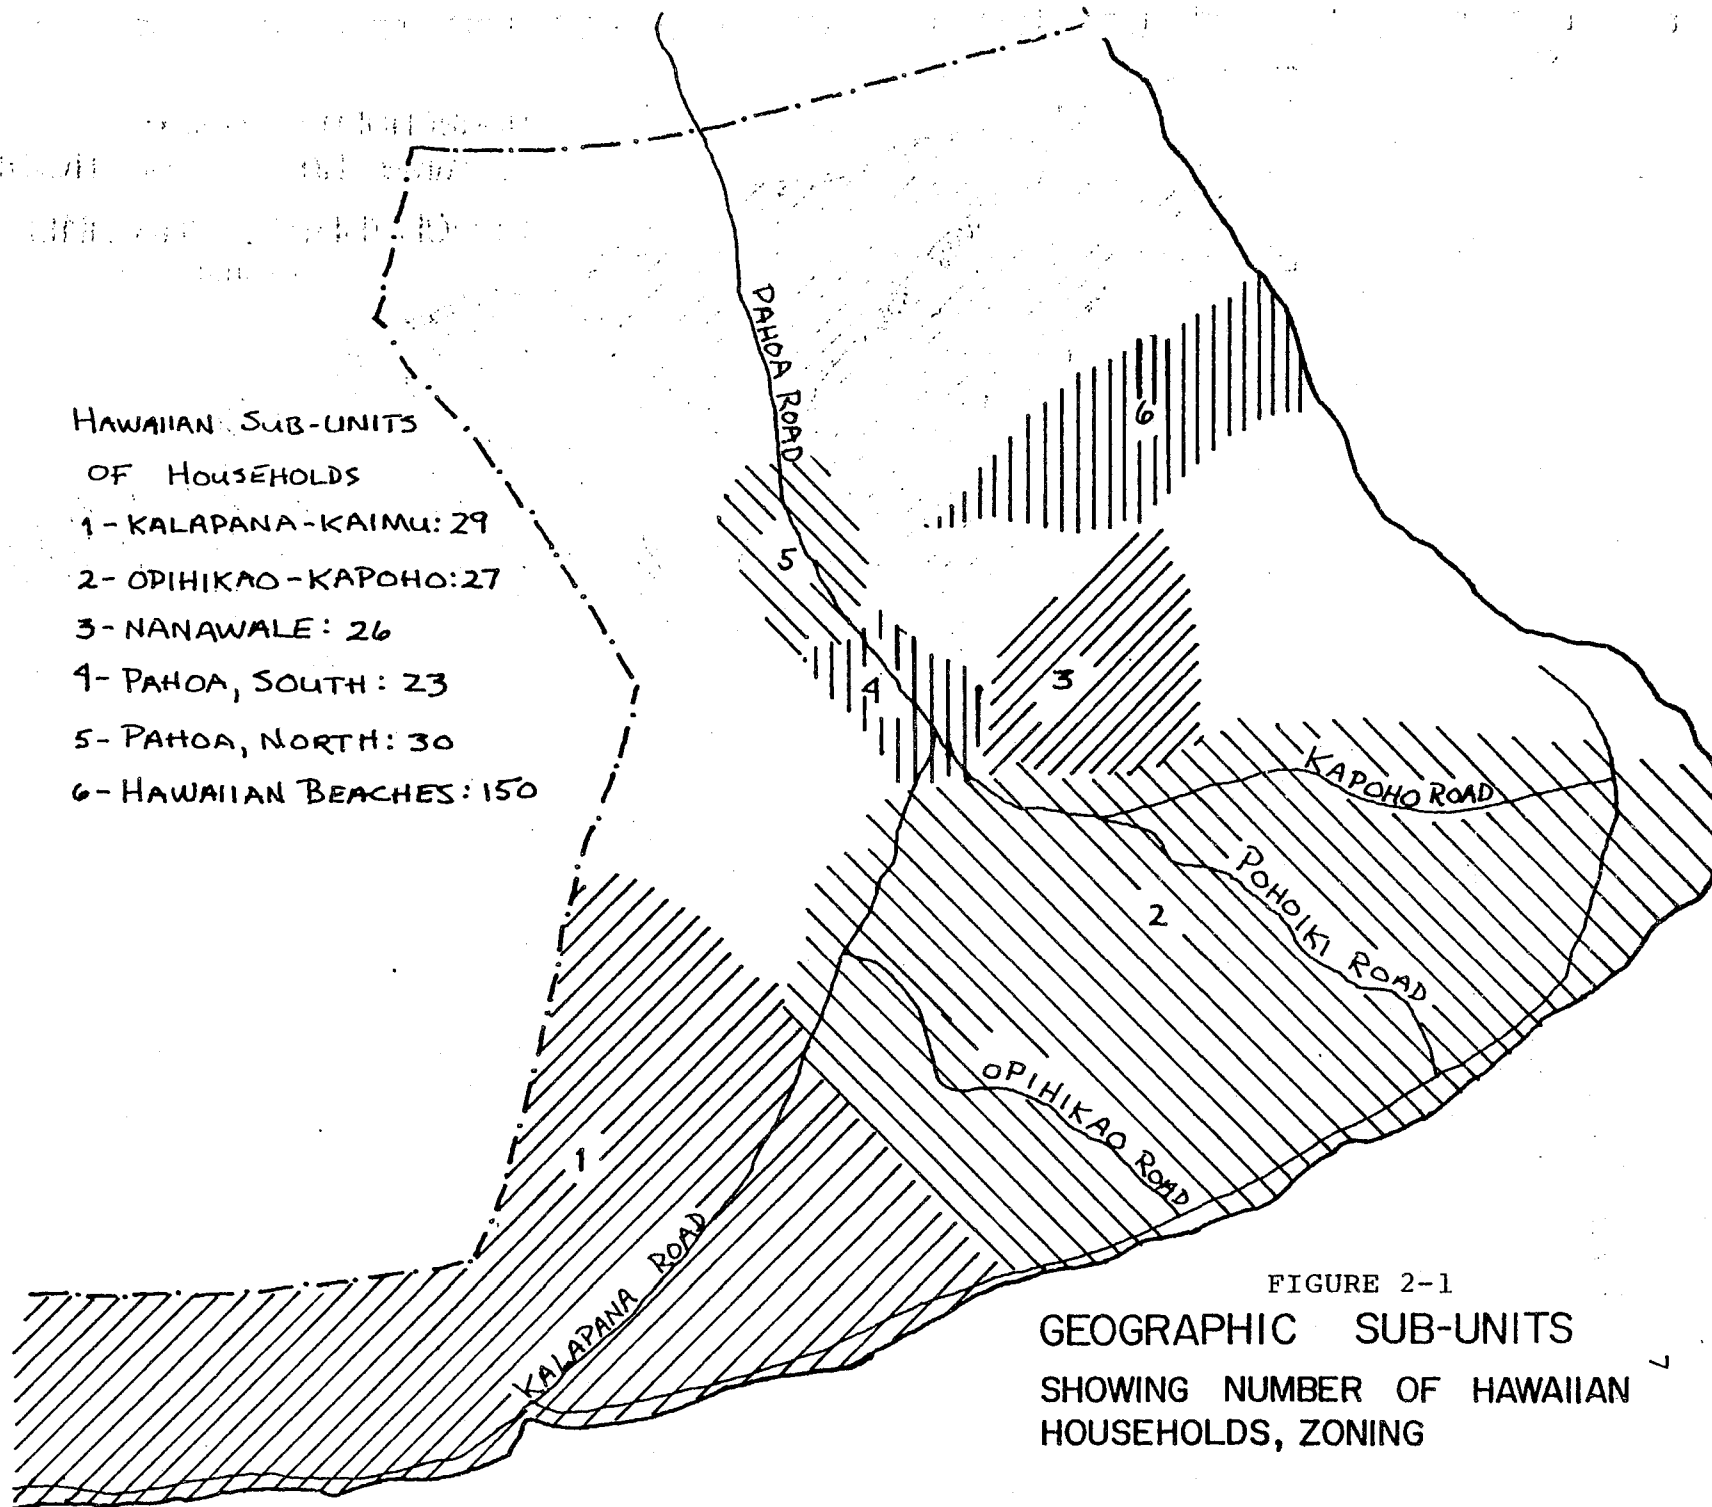 PAHOA ROAD
6
HAWAIIAN SUB-UNITS
OF HOUSEHOLDS
1-KALAPANA-KAIMU: 29
2-OPIHIKAO-KAPOHO: 27
3-NANAWALE: 26
4-PAHOA, SOUTH: 23
5-PAHOA, NORTH: 30
6-HAWAIIAN BEACHES: 150
5
4
3
KAPOHO ROAD
POHOIKI ROAD
2
OPIHIKAO ROAD
1
KALAPANA ROAD
FIGURE 2-1
GEOGRAPHIC SUB-UNITS
SHOWING NUMBER OF HAWAIIAN
HOUSEHOLDS, ZONING
7